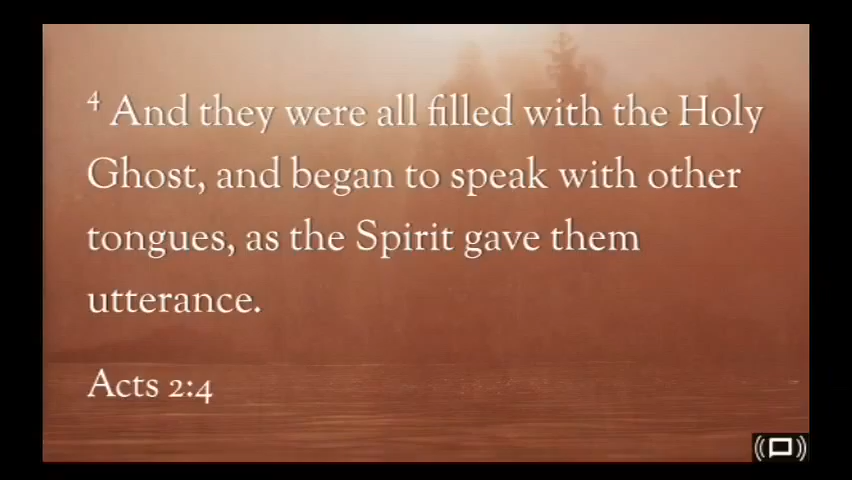 4 And they were all filled with the Holy
Ghost, and began to speak with other
tongues, as the Spirit gave them
utterance.
Acts 2:4